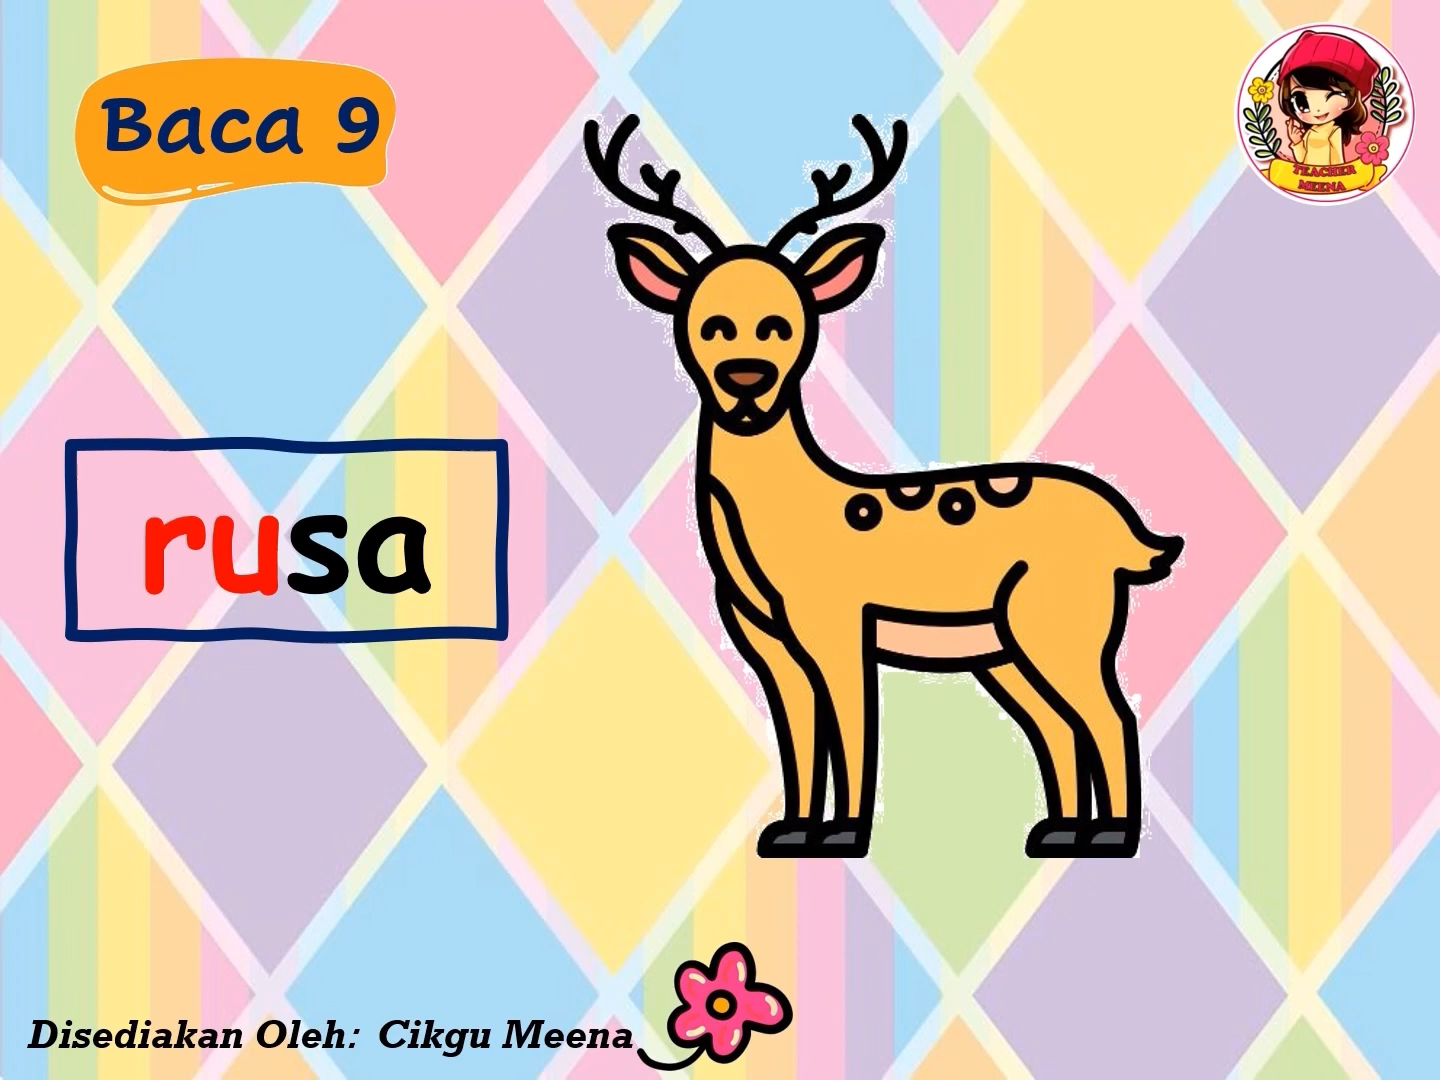 Baca 9
TEACHER
MEENA
rusa
Disediakan Oleh: Cikgu Meena